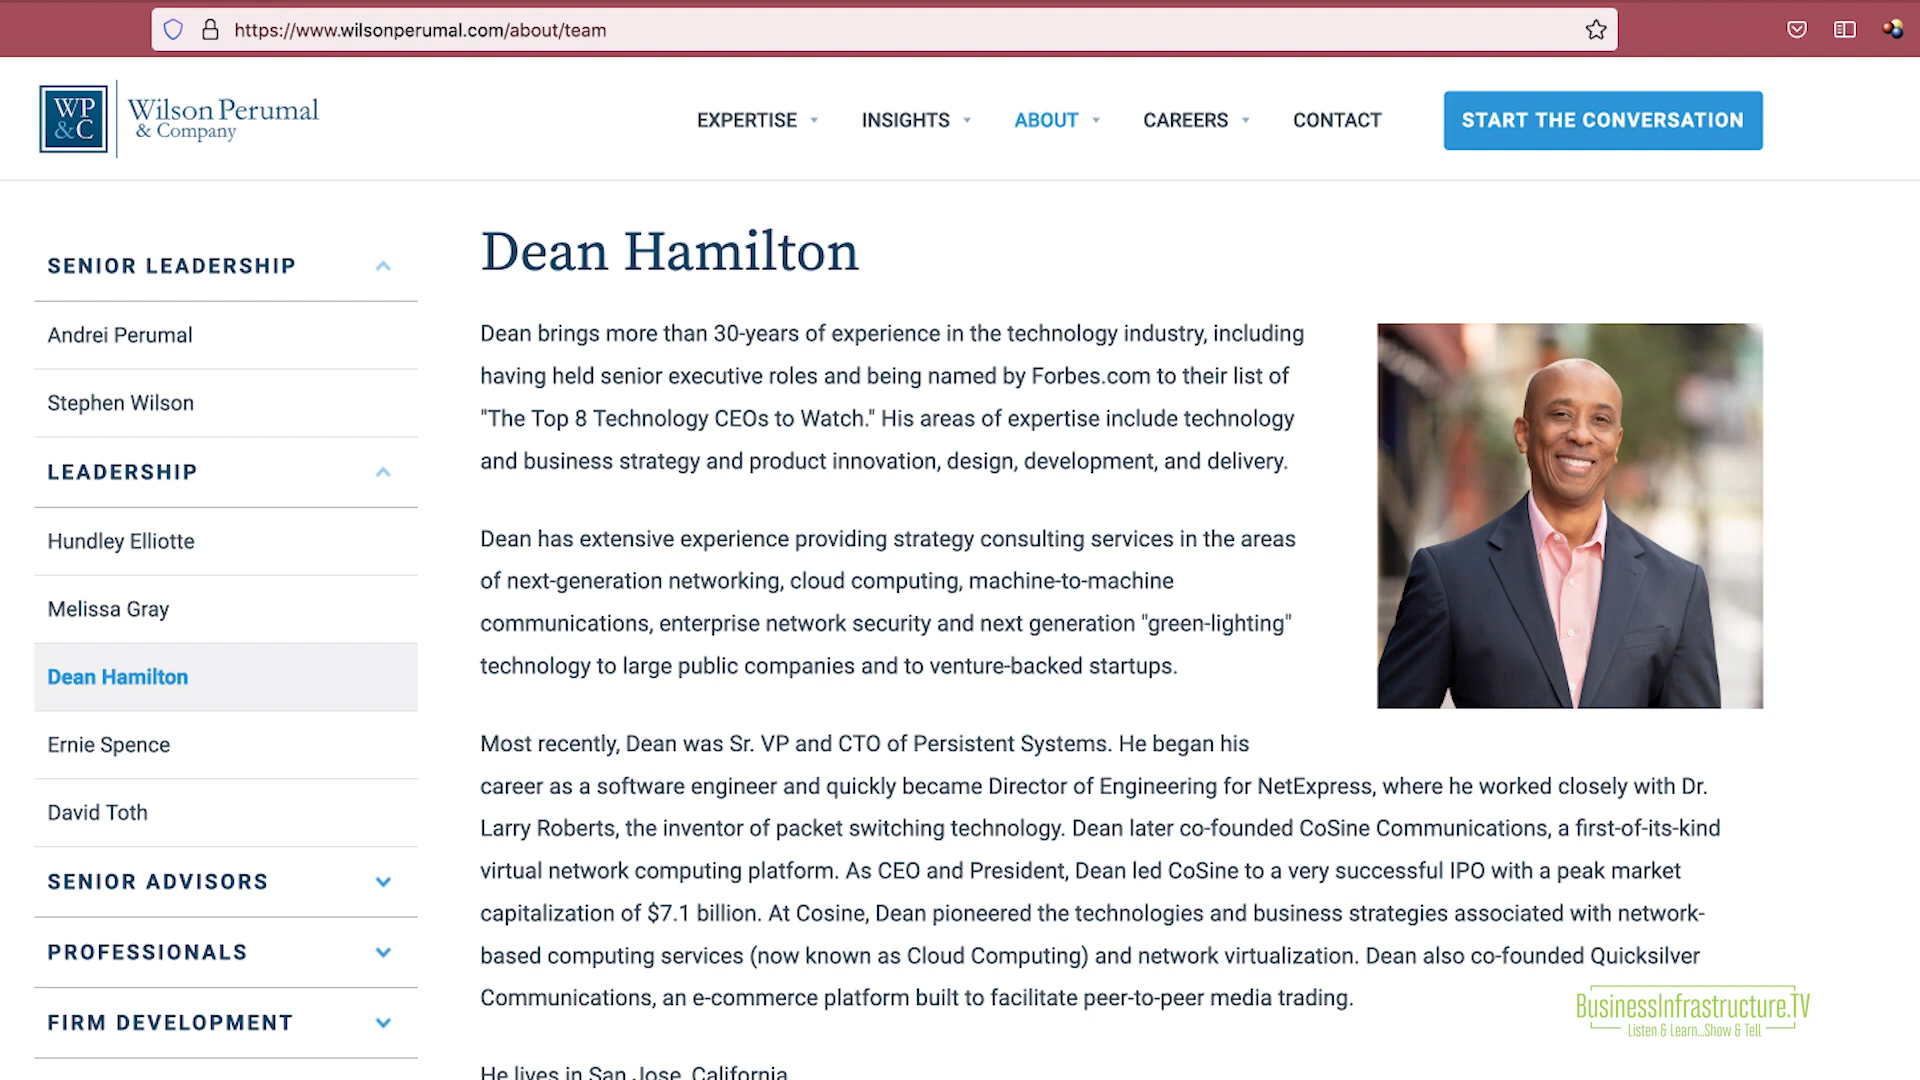 https://www.wilsonperumal.com/about/team
WP
&C
Wilson Perumal
& Company
EXPERTISE
INSIGHTS
ABOUT
CAREERS
CONTACT
START THE CONVERSATION
SENIOR LEADERSHIP
Andrei Perumal
Stephen Wilson
LEADERSHIP
Hundley Elliotte
Melissa Gray
Dean Hamilton
Ernie Spence
David Toth
SENIOR ADVISORS
PROFESSIONALS
FIRM DEVELOPMENT
Dean Hamilton
Dean brings more than 30-years of experience in the technology industry, including
having held senior executive roles and being named by Forbes.com to their list of
"The Top 8 Technology CEOs to Watch." His areas of expertise include technology
and business strategy and product innovation, design, development, and delivery.
Dean has extensive experience providing strategy consulting services in the areas
of next-generation networking, cloud computing, machine-to-machine
communications, enterprise network security and next generation "green-lighting"
technology to large public companies and to venture-backed startups.
Most recently, Dean was Sr. VP and CTO of Persistent Systems. He began his
career as a software engineer and quickly became Director of Engineering for NetExpress, where he worked closely with Dr.
Larry Roberts, the inventor of packet switching technology. Dean later co-founded CoSine Communications, a first-of-its-kind
virtual network computing platform. As CEO and President, Dean led CoSine to a very successful IPO with a peak market
capitalization of $7.1 billion. At Cosine, Dean pioneered the technologies and business strategies associated with network-
based computing services (now known as Cloud Computing) and network virtualization. Dean also co-founded Quicksilver
Communications, an e-commerce platform built to facilitate peer-to-peer media trading.
He lives in San Jose, California
BusinessInfrastructure.TV
Listen & Learn...Show & Tell